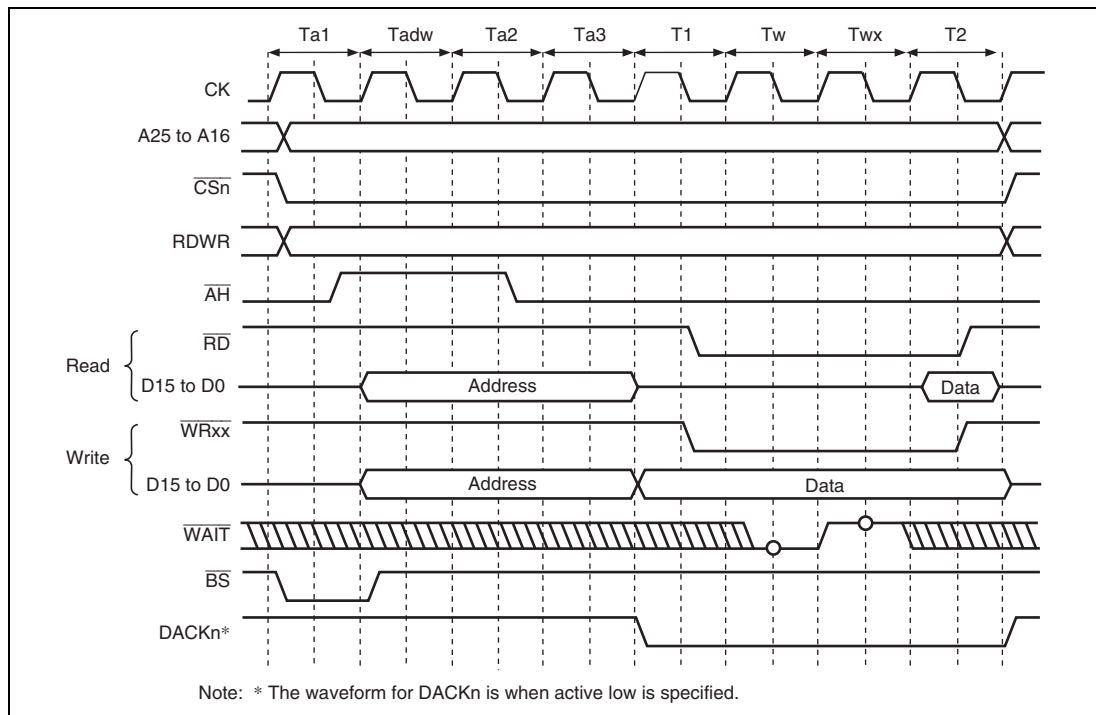 Ta1 Tadw Ta2 Ta3 T1 Tw Twx T2
CK
A25 to A16
CSn
RDWR
AH
RD
Read
D15 to D0 Address Data
WRxx
Write
D15 to D0 Address Data
WAIT
BS
DACKn*
Note: * The waveform for DACKn is when active low is specified.